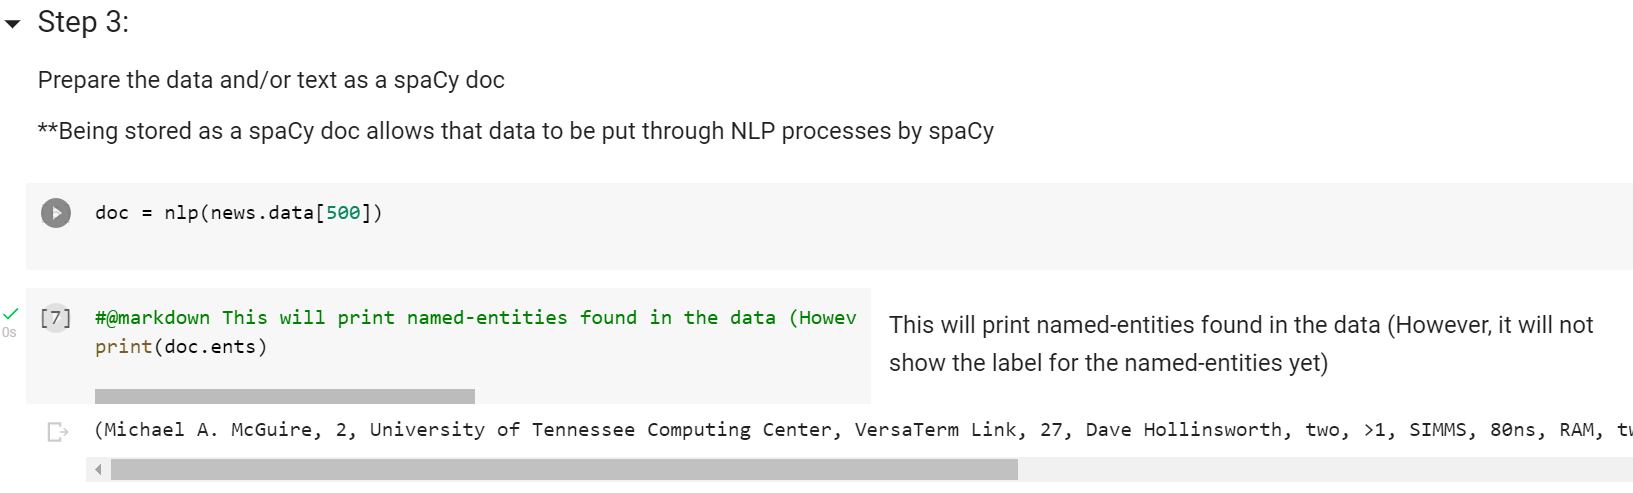 Step 3:
Prepare the data and/or text as a spaCy doc
**Being stored as a spaCy doc allows that data to be put through NLP processes by spaCy
doc = nlp(news.data[500])
[7]
0s
#@markdown This will print named-entities found in the data (Howev
print(doc.ents)
This will print named-entities found in the data (However, it will not
show the label for the named-entities yet)
(Michael A. McGuire, 2, University of Tennessee Computing Center, VersaTerm Link, 27, Dave Hollinsworth, two, >1, SIMMS, 80ns, RAM,